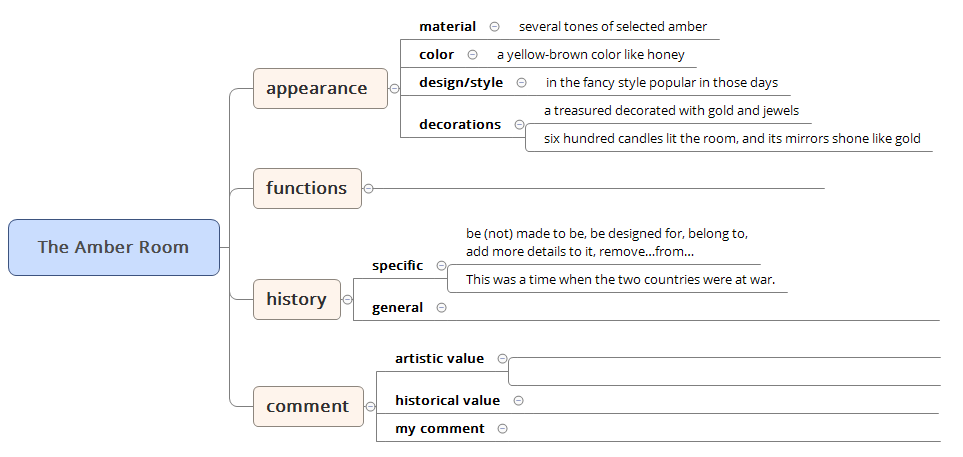 The Amber Room
appearance
material
several tones of selected amber
color
a yellow-brown color like honey
design/style
in the fancy style popular in those days
decorations
a treasured decorated with gold and jewels
six hundred candles lit the room, and its mirrors shone like gold
functions
history
specific
be (not) made to be, be designed for, belong to,
add more details to it, remove...from...
This was a time when the two countries were at war.
general
comment
artistic value
historical value
my comment